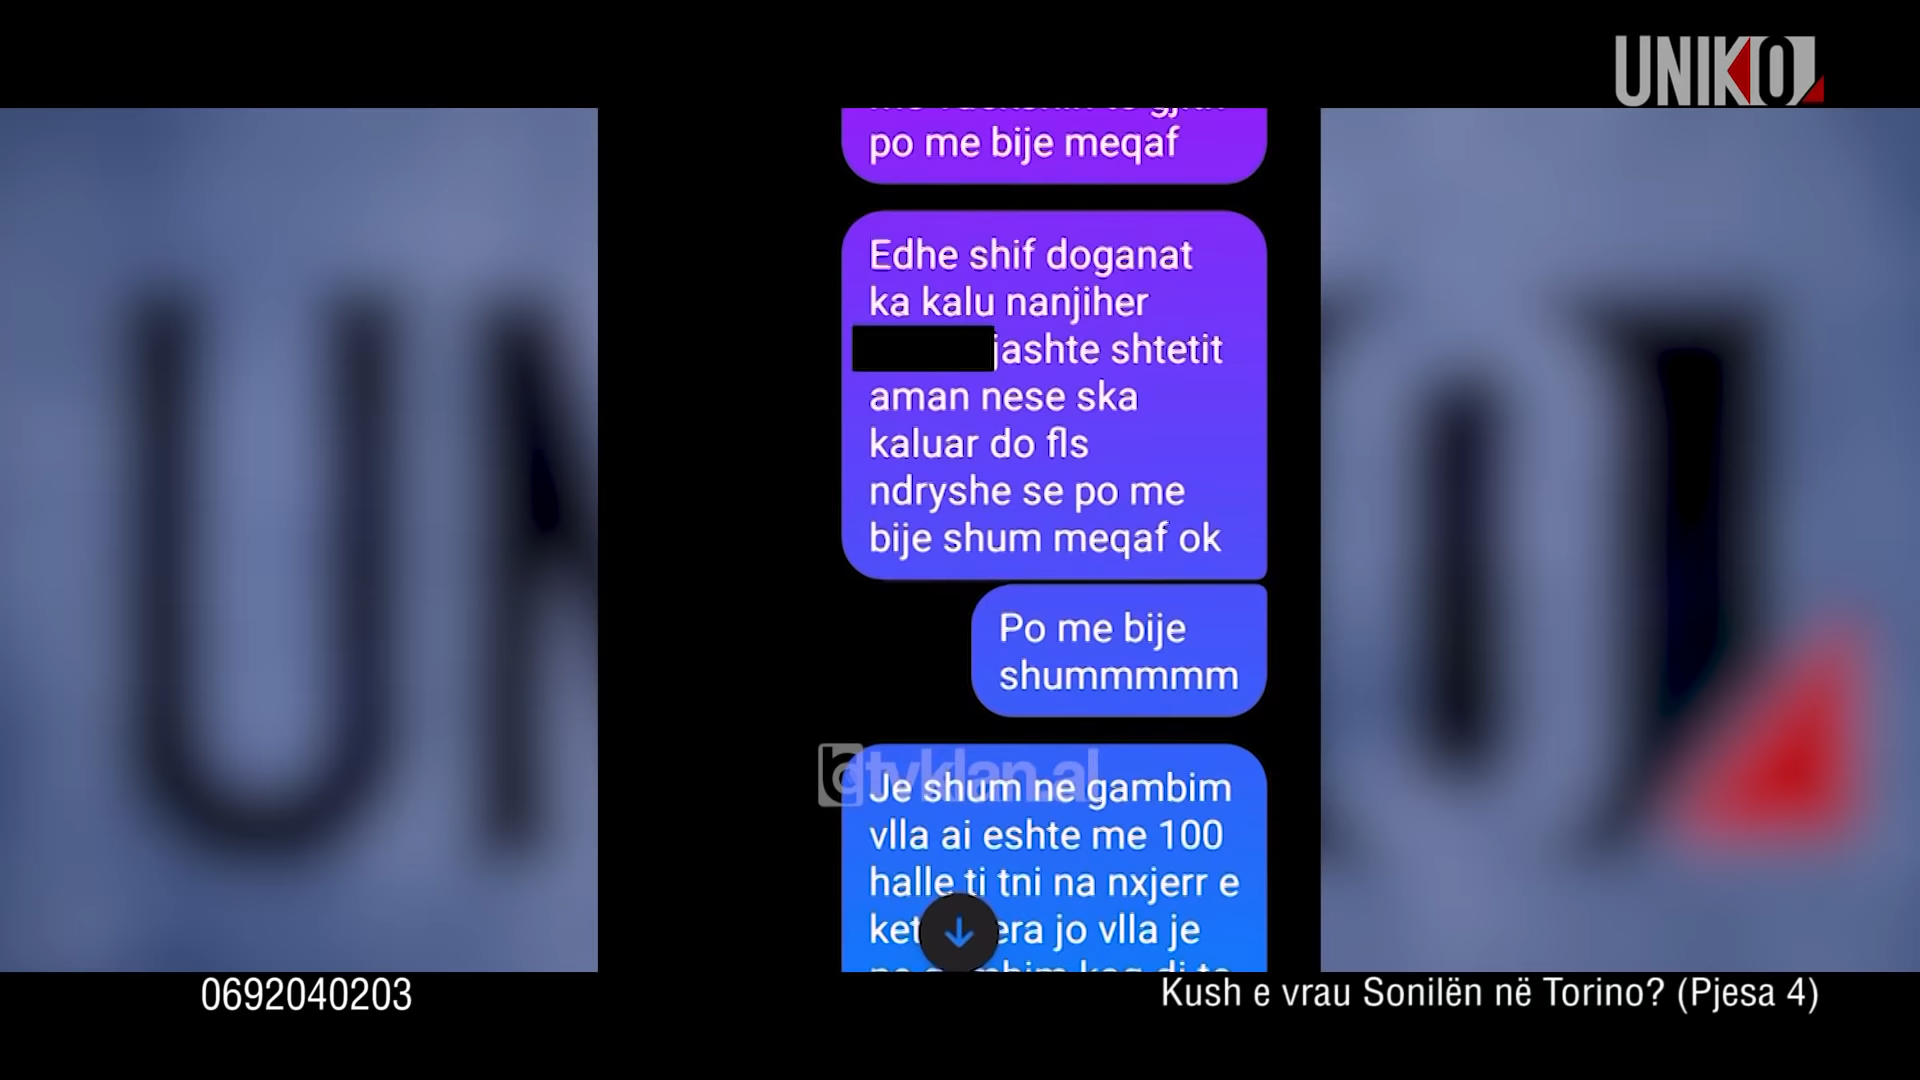 UNIKO
po me bije meqaf
Edhe shif doganat
ka kalu nanjiher
jashte shtetit
aman nese ska
kaluar do fls
ndryshe se po me
bije shum meqaf ok
Po me bije
shummmmm
tvklan.al
Je shum ne gambim
vlla ai eshte me 100
halle ti tni na nxjerr e
jo vlla je
0692040203
Kush e vrau Sonilën në Torino? (Pjesa 4)